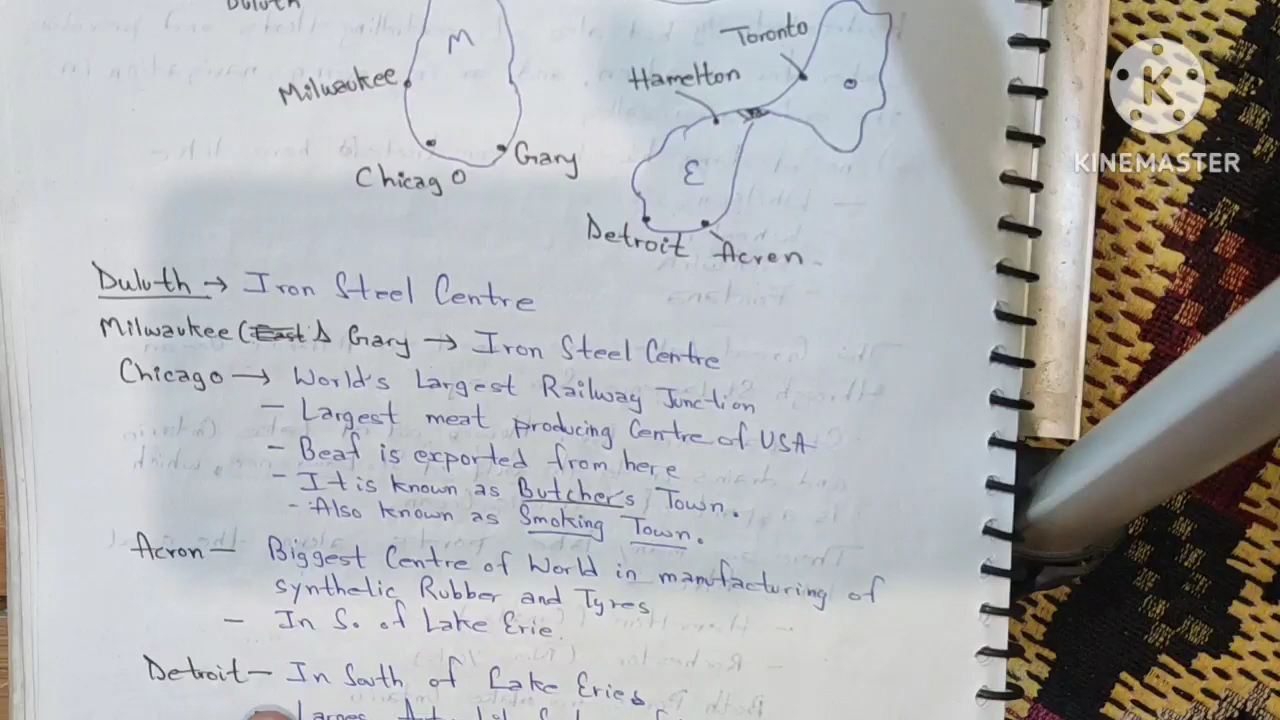 Duluth
M
Milwaukee
Chicago
Gary
Toronto
Hamelton
E
Detroit
Acren
Duluth → Iron Steel Centre
Milwaukee (East) Gary → Iron Steel Centre
Chicago → World's Largest Railway Junction
- Largest meat producing Centre of USA
- Beaf is exported from here
- It is known as Butcher's Town.
- Also known as Smoking Town.
Acron - Biggest Centre of World in manufacturing of
synthetic Rubber and Tyres
- In So. of Lake Erie
Detroit - In South of Lake Eries
K
KINEMASTER